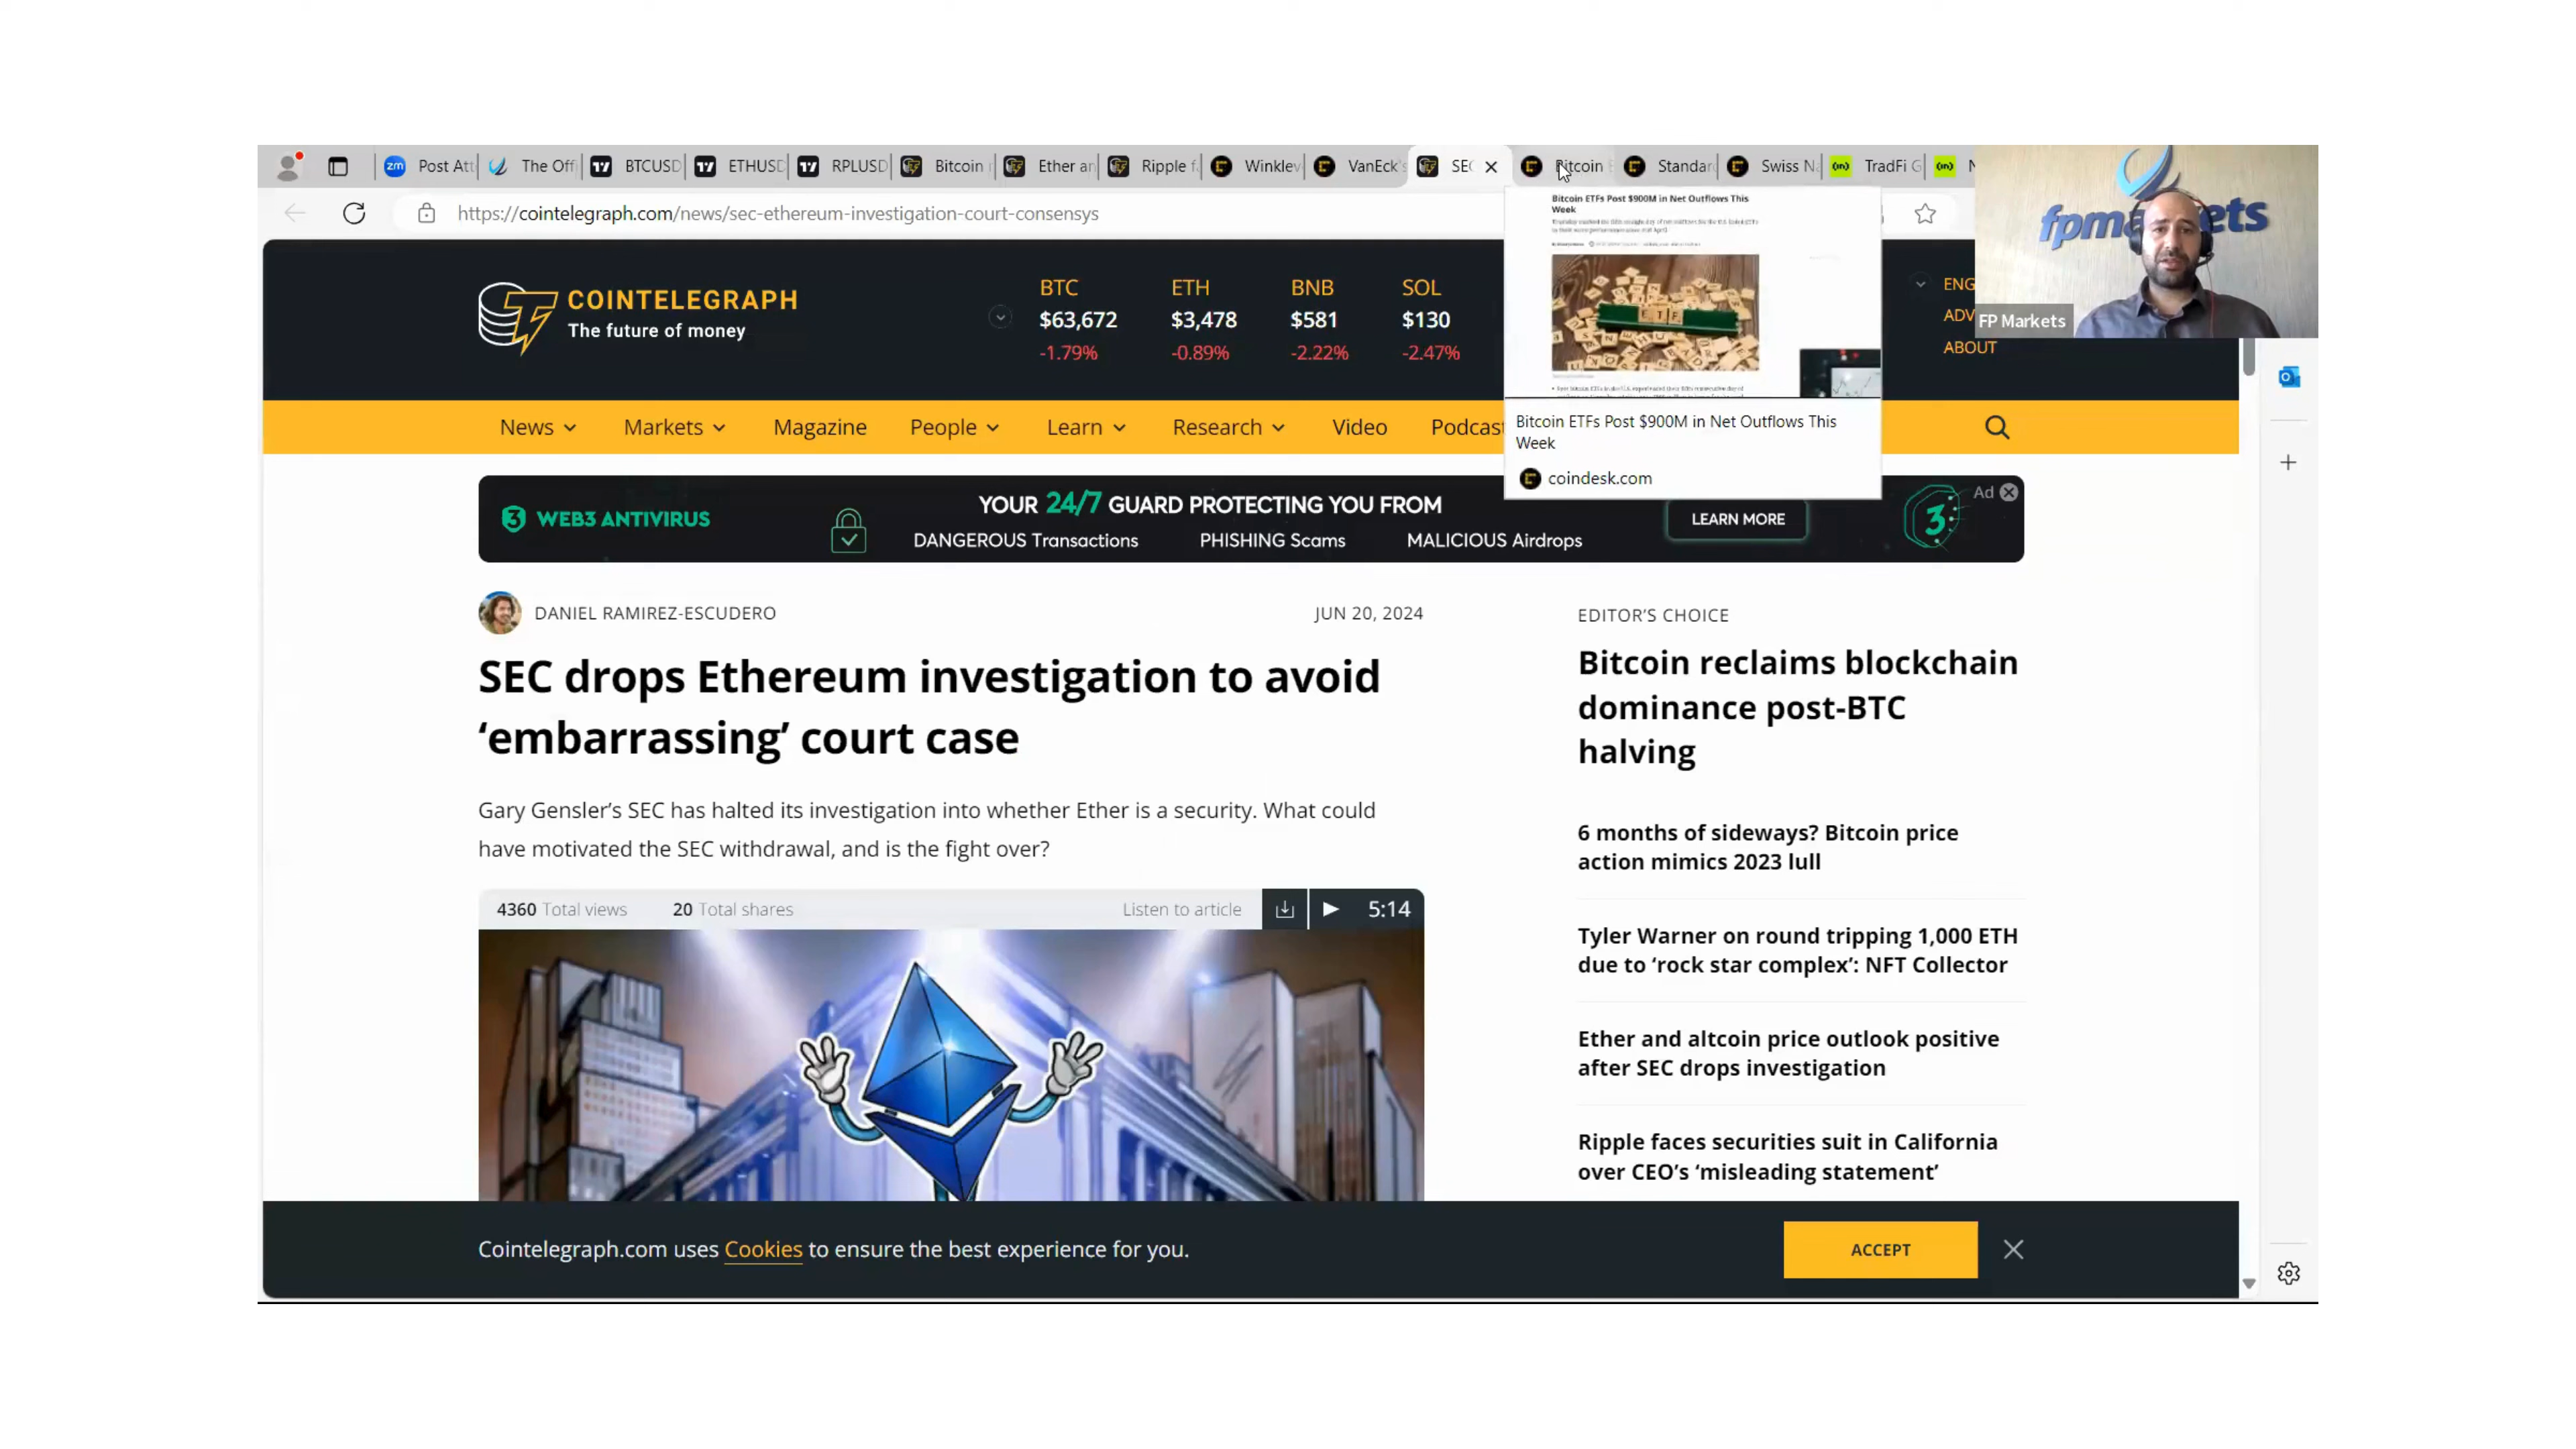 zm Post Att
The Offi
BTCUSD
ETHUSD
RPLUSD
Bitcoin
Ether an
Ripple f
Winklev
VanEck's
SEC
Bitcoin
Standar
Swiss Na
(in) TradFi G
(in) N
https://cointelegraph.com/news/sec-ethereum-investigation-court-consensys
Bitcoin ETFs Post $900M in Net Outflows This
Week
ETF
Bitcoin ETFs Post $900M in Net Outflows This
Week
coindesk.com
fpmarkets
FP Markets
COINTELEGRAPH
The future of money
BTC ETH BNB SOL
$63,672 $3,478 $581 $130
-1.79% -0.89% -2.22% -2.47%
ENG
ADV
ABOUT
News Markets Magazine People Learn Research Video Podcas
WEB3 ANTIVIRUS
YOUR 24/7 GUARD PROTECTING YOU FROM
DANGEROUS Transactions PHISHING Scams MALICIOUS Airdrops
LEARN MORE
Ad
DANIEL RAMIREZ-ESCUDERO JUN 20, 2024
SEC drops Ethereum investigation to avoid
‘embarrassing’ court case
Gary Gensler’s SEC has halted its investigation into whether Ether is a security. What could
have motivated the SEC withdrawal, and is the fight over?
4360 Total views 20 Total shares Listen to article 5:14
EDITOR’S CHOICE
Bitcoin reclaims blockchain
dominance post-BTC
halving
6 months of sideways? Bitcoin price
action mimics 2023 lull
Tyler Warner on round tripping 1,000 ETH
due to ‘rock star complex’: NFT Collector
Ether and altcoin price outlook positive
after SEC drops investigation
Ripple faces securities suit in California
over CEO’s ‘misleading statement’
Cointelegraph.com uses Cookies to ensure the best experience for you.
ACCEPT